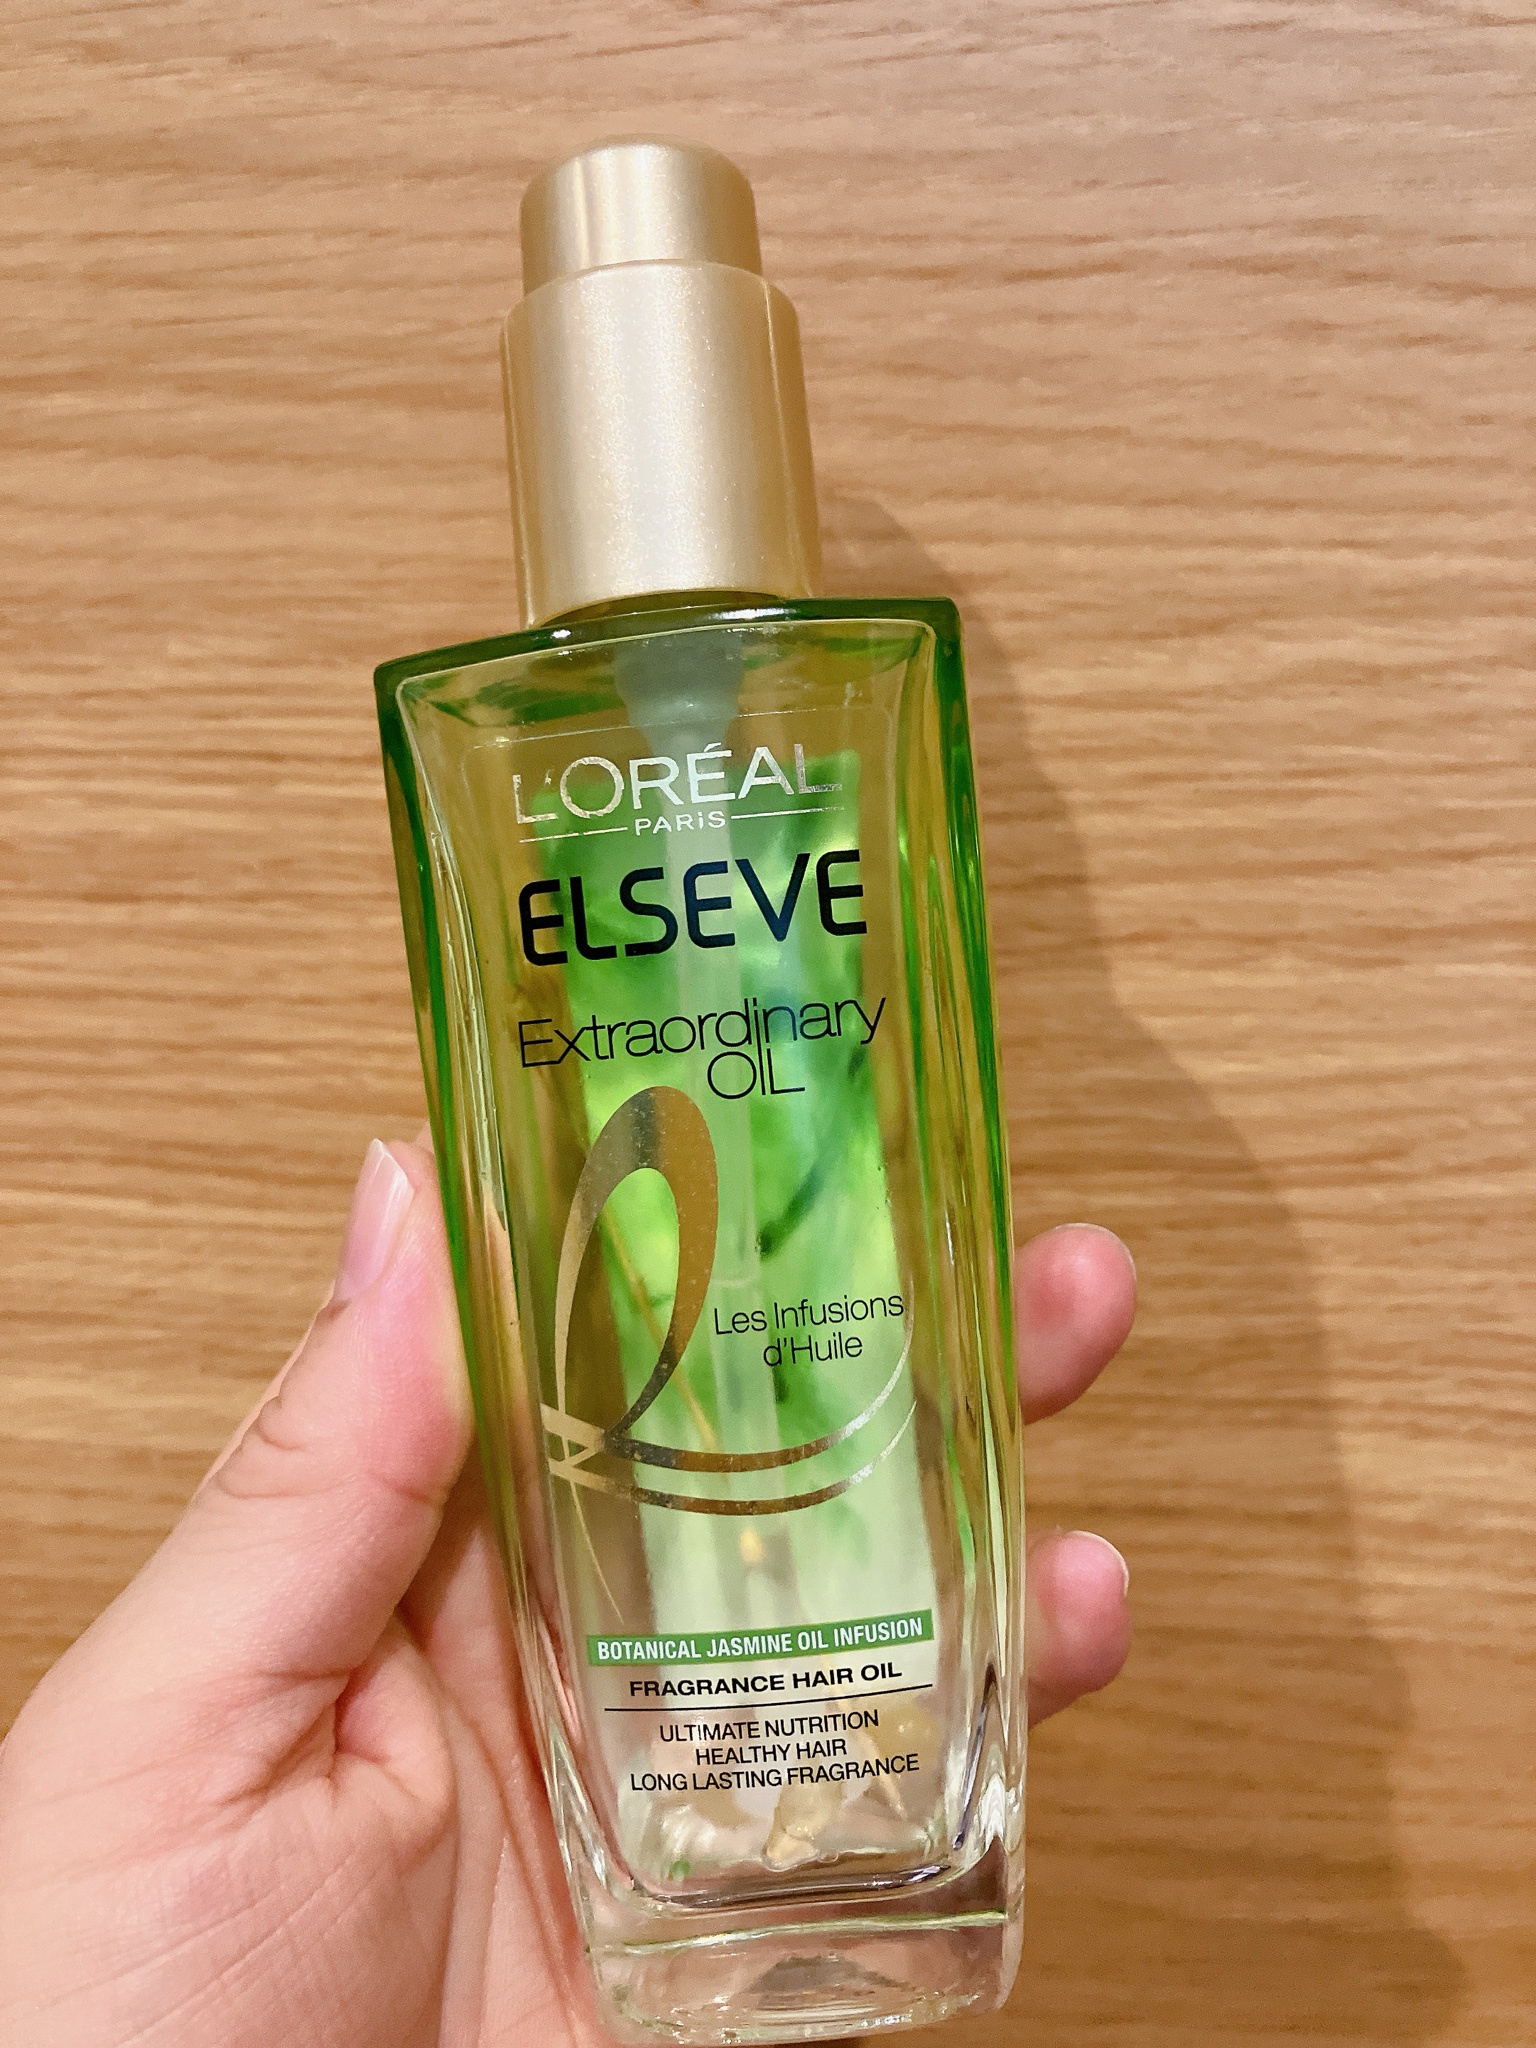 L'ORÉAL
PARIS
ELSEVE
Extraordinary
OIL
Les Infusions
d'Huile
BOTANICAL JASMINE OIL INFUSION
FRAGRANCE HAIR OIL
ULTIMATE NUTRITION
HEALTHY HAIR
LONG LASTING FRAGRANCE